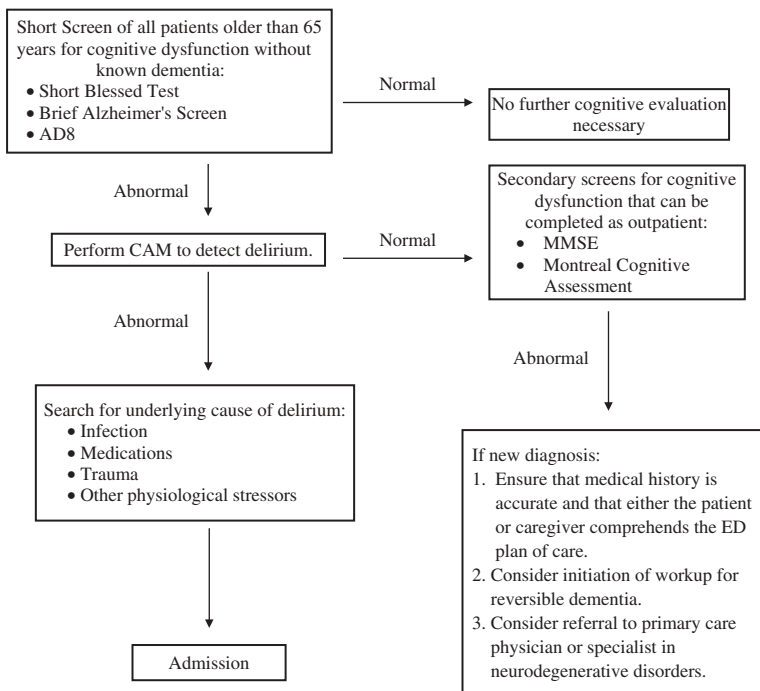 Short Screen of all patients older than 65
years for cognitive dysfunction without
known dementia:
• Short Blessed Test
• Brief Alzheimer's Screen
• AD8
Normal
No further cognitive evaluation
necessary
Abnormal
Perform CAM to detect delirium.
Normal
Secondary screens for cognitive
dysfunction that can be
completed as outpatient:
• MMSE
• Montreal Cognitive
Assessment
Abnormal
Search for underlying cause of delirium:
• Infection
• Medications
• Trauma
• Other physiological stressors
Admission
Abnormal
If new diagnosis:
1. Ensure that medical history is
accurate and that either the patient
or caregiver comprehends the ED
plan of care.
2. Consider initiation of workup for
reversible dementia.
3. Consider referral to primary care
physician or specialist in
neurodegenerative disorders.